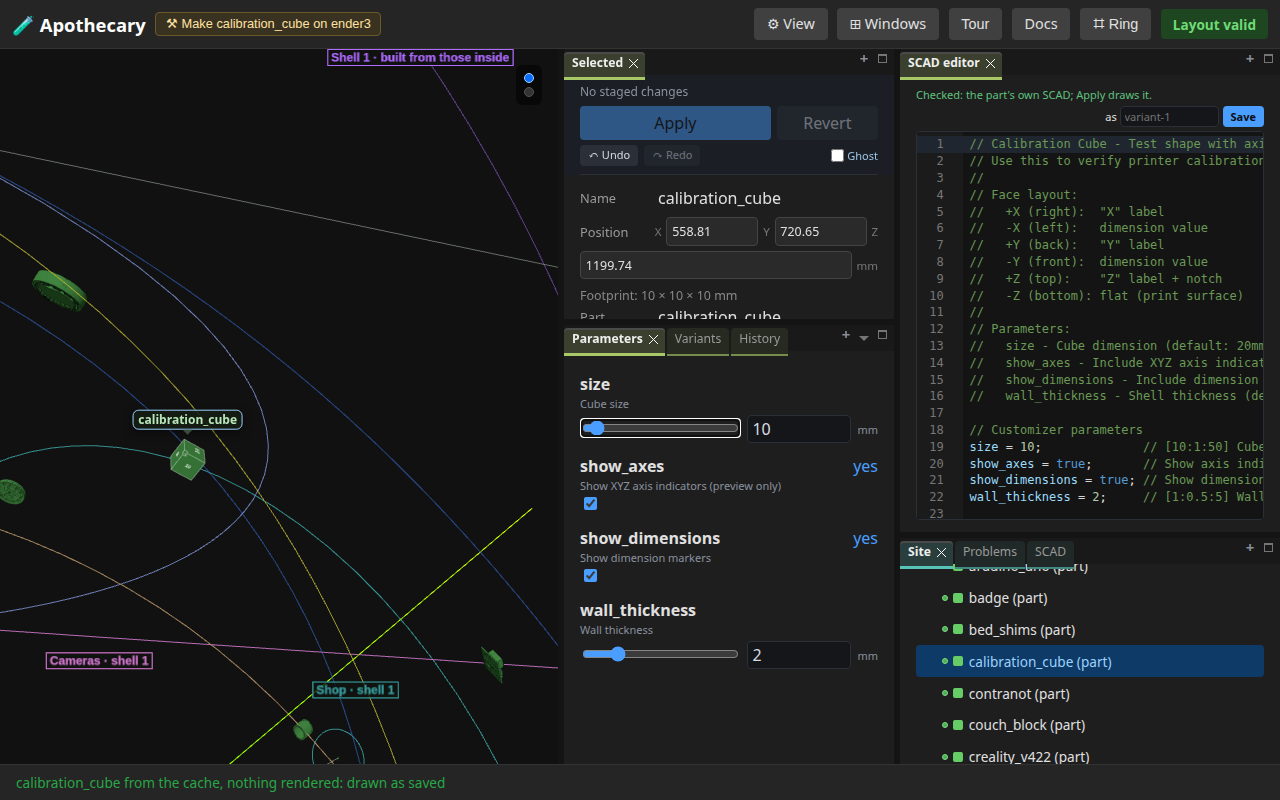 🧪 Apothecary
⚒ Make calibration_cube on ender3
⚙ View
⊞ Windows
Tour
Docs
⌗ Ring
Layout valid
Shell 1 · built from those inside
calibration_cube
Cameras · shell 1
Shop · shell 1
Selected
No staged changes
Apply
Revert
↶ Undo
↷ Redo
Ghost
Name calibration_cube
Position X 558.81 Y 720.65 Z
1199.74 mm
Footprint: 10 × 10 × 10 mm
Part calibration_cube
Parameters
Variants
History
size
Cube size
10 mm
show_axes yes
Show XYZ axis indicators (preview only)
show_dimensions yes
Show dimension markers
wall_thickness
Wall thickness
2 mm
SCAD editor
Checked: the part's own SCAD; Apply draws it.
as variant-1 Save
1 // Calibration Cube - Test shape with axi
2 // Use this to verify printer calibration
3 //
4 // Face layout:
5 //   +X (right):   "X" label
6 //   -X (left):    dimension value
7 //   +Y (back):    "Y" label
8 //   -Y (front):   dimension value
9 //   +Z (top):     "Z" label + notch
10 //   -Z (bottom): flat (print surface)
11 //
12 // Parameters:
13 //   size - Cube dimension (default: 20mm
14 //   show_axes - Include XYZ axis indicat
15 //   show_dimensions - Include dimension
16 //   wall_thickness - Shell thickness (de
17
18 // Customizer parameters
19 size = 10;             // [10:1:50] Cube
20 show_axes = true;      // Show axis indi
21 show_dimensions = true; // Show dimension
22 wall_thickness = 2;    // [1:0.5:5] Wall
23
Site
Problems
SCAD
arduino_uno (part)
badge (part)
bed_shims (part)
calibration_cube (part)
contranot (part)
couch_block (part)
creality_v422 (part)
calibration_cube from the cache, nothing rendered: drawn as saved